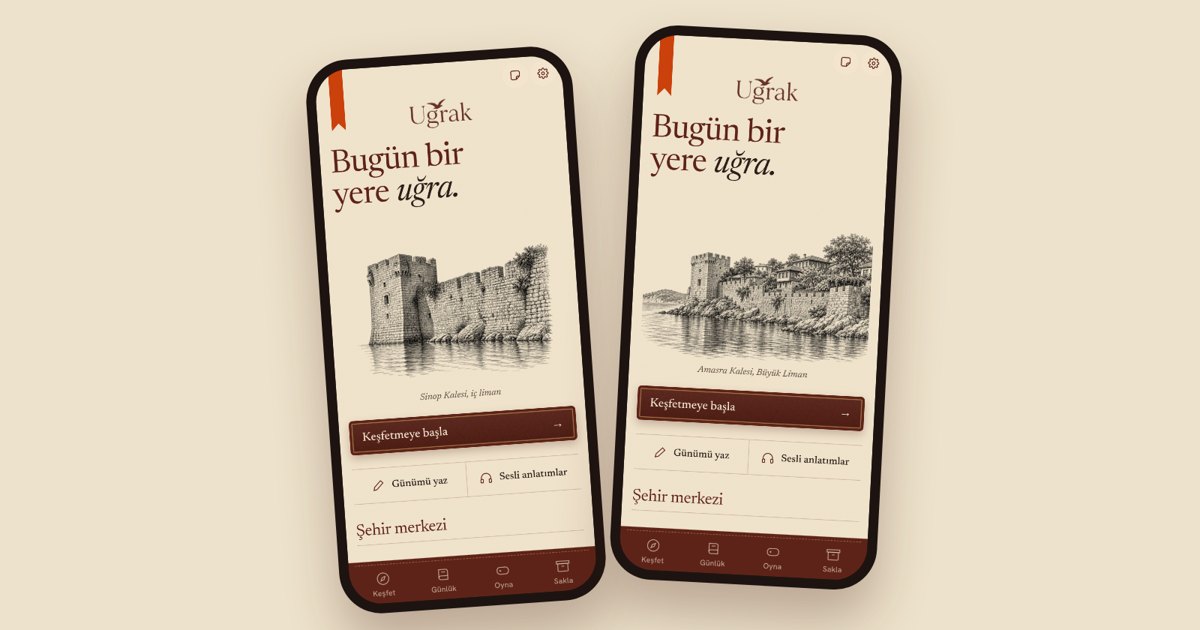 Uğrak
Bugün bir
yere uğra.
Sinop Kalesi, iç liman
Keşfetmeye başla →
Günümü yaz
Sesli anlatımlar
Şehir merkezi
Keşfet
Günlük
Oyna
Sakla
Uğrak
Bugün bir
yere uğra.
Amasra Kalesi, Büyük Liman
Keşfetmeye başla →
Günümü yaz
Sesli anlatımlar
Şehir merkezi
Keşfet
Günlük
Oyna
Sakla